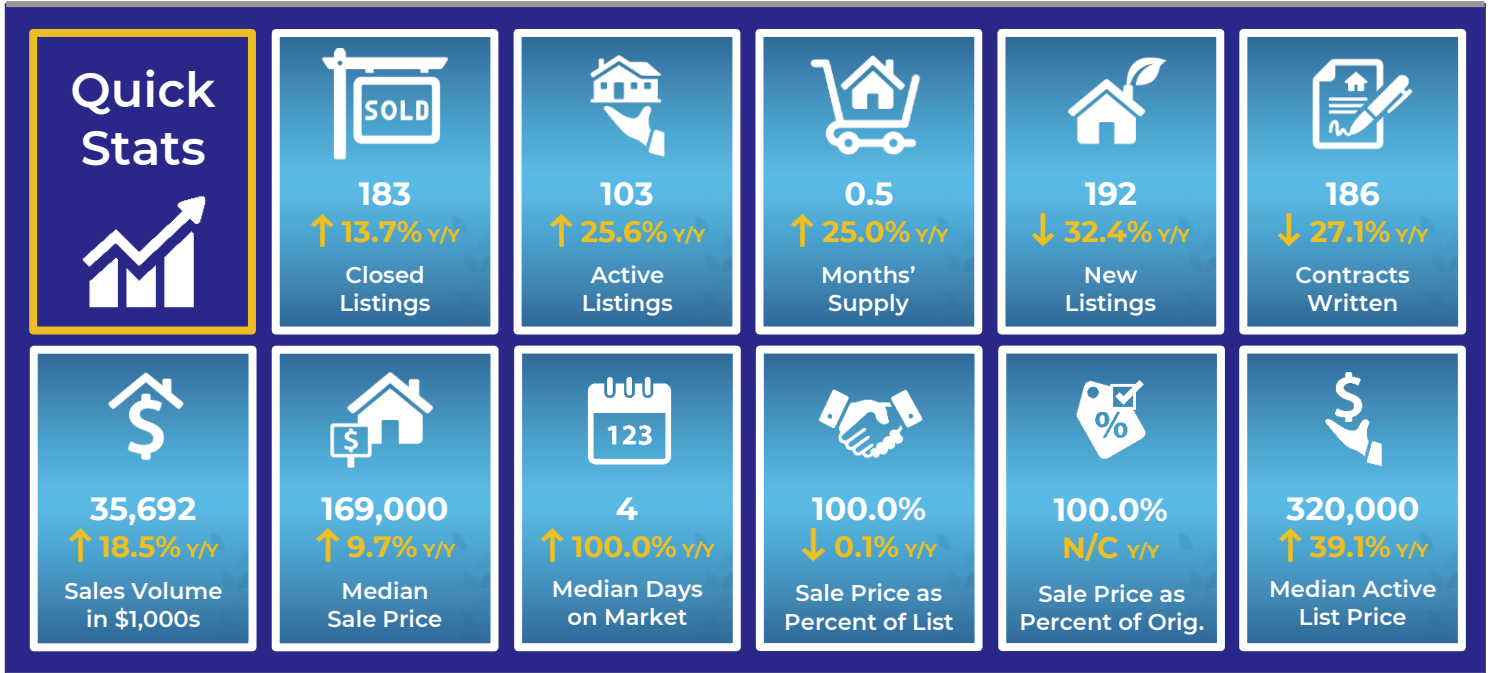 Quick
Stats
SOLD
183
↑ 13.7% Y/Y
Closed
Listings
103
↑ 25.6% Y/Y
Active
Listings
0.5
↑ 25.0% Y/Y
Months’
Supply
192
↓ 32.4% Y/Y
New
Listings
186
↓ 27.1% Y/Y
Contracts
Written
$
35,692
↑ 18.5% Y/Y
Sales Volume
in $1,000s
$
169,000
↑ 9.7% Y/Y
Median
Sale Price
123
4
↑ 100.0% Y/Y
Median Days
on Market
100.0%
↓ 0.1% Y/Y
Sale Price as
Percent of List
%
100.0%
N/C Y/Y
Sale Price as
Percent of Orig.
$
320,000
↑ 39.1% Y/Y
Median Active
List Price